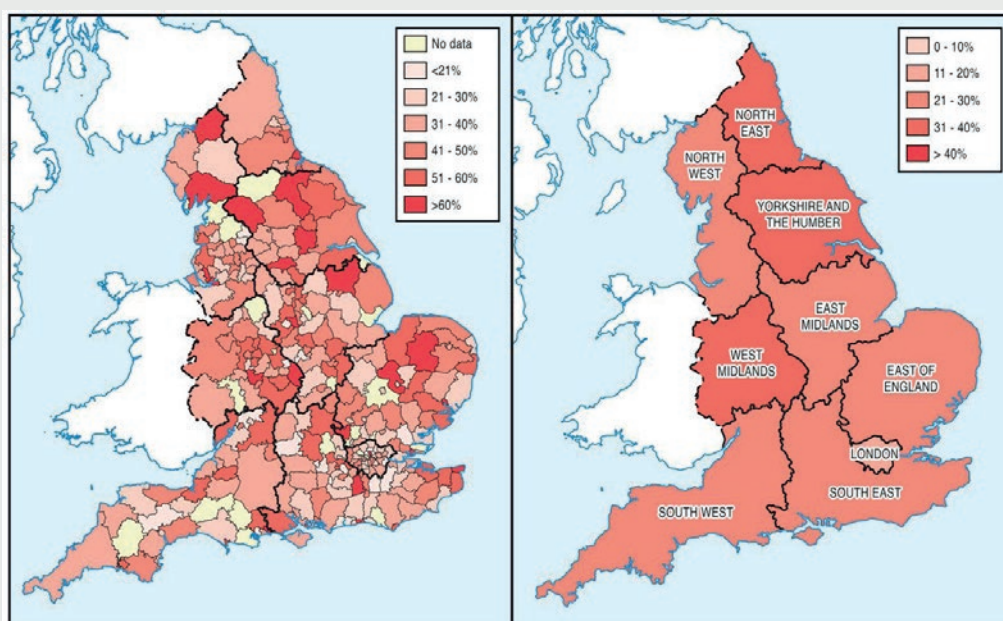 No data
<21%
21 - 30%
31 - 40%
41 - 50%
51 - 60%
>60%
0 - 10%
11 - 20%
21 - 30%
31 - 40%
> 40%
NORTH
EAST
NORTH
WEST
YORKSHIRE AND
THE HUMBER
EAST
MIDLANDS
WEST
MIDLANDS
EAST OF
ENGLAND
LONDON
SOUTH EAST
SOUTH WEST